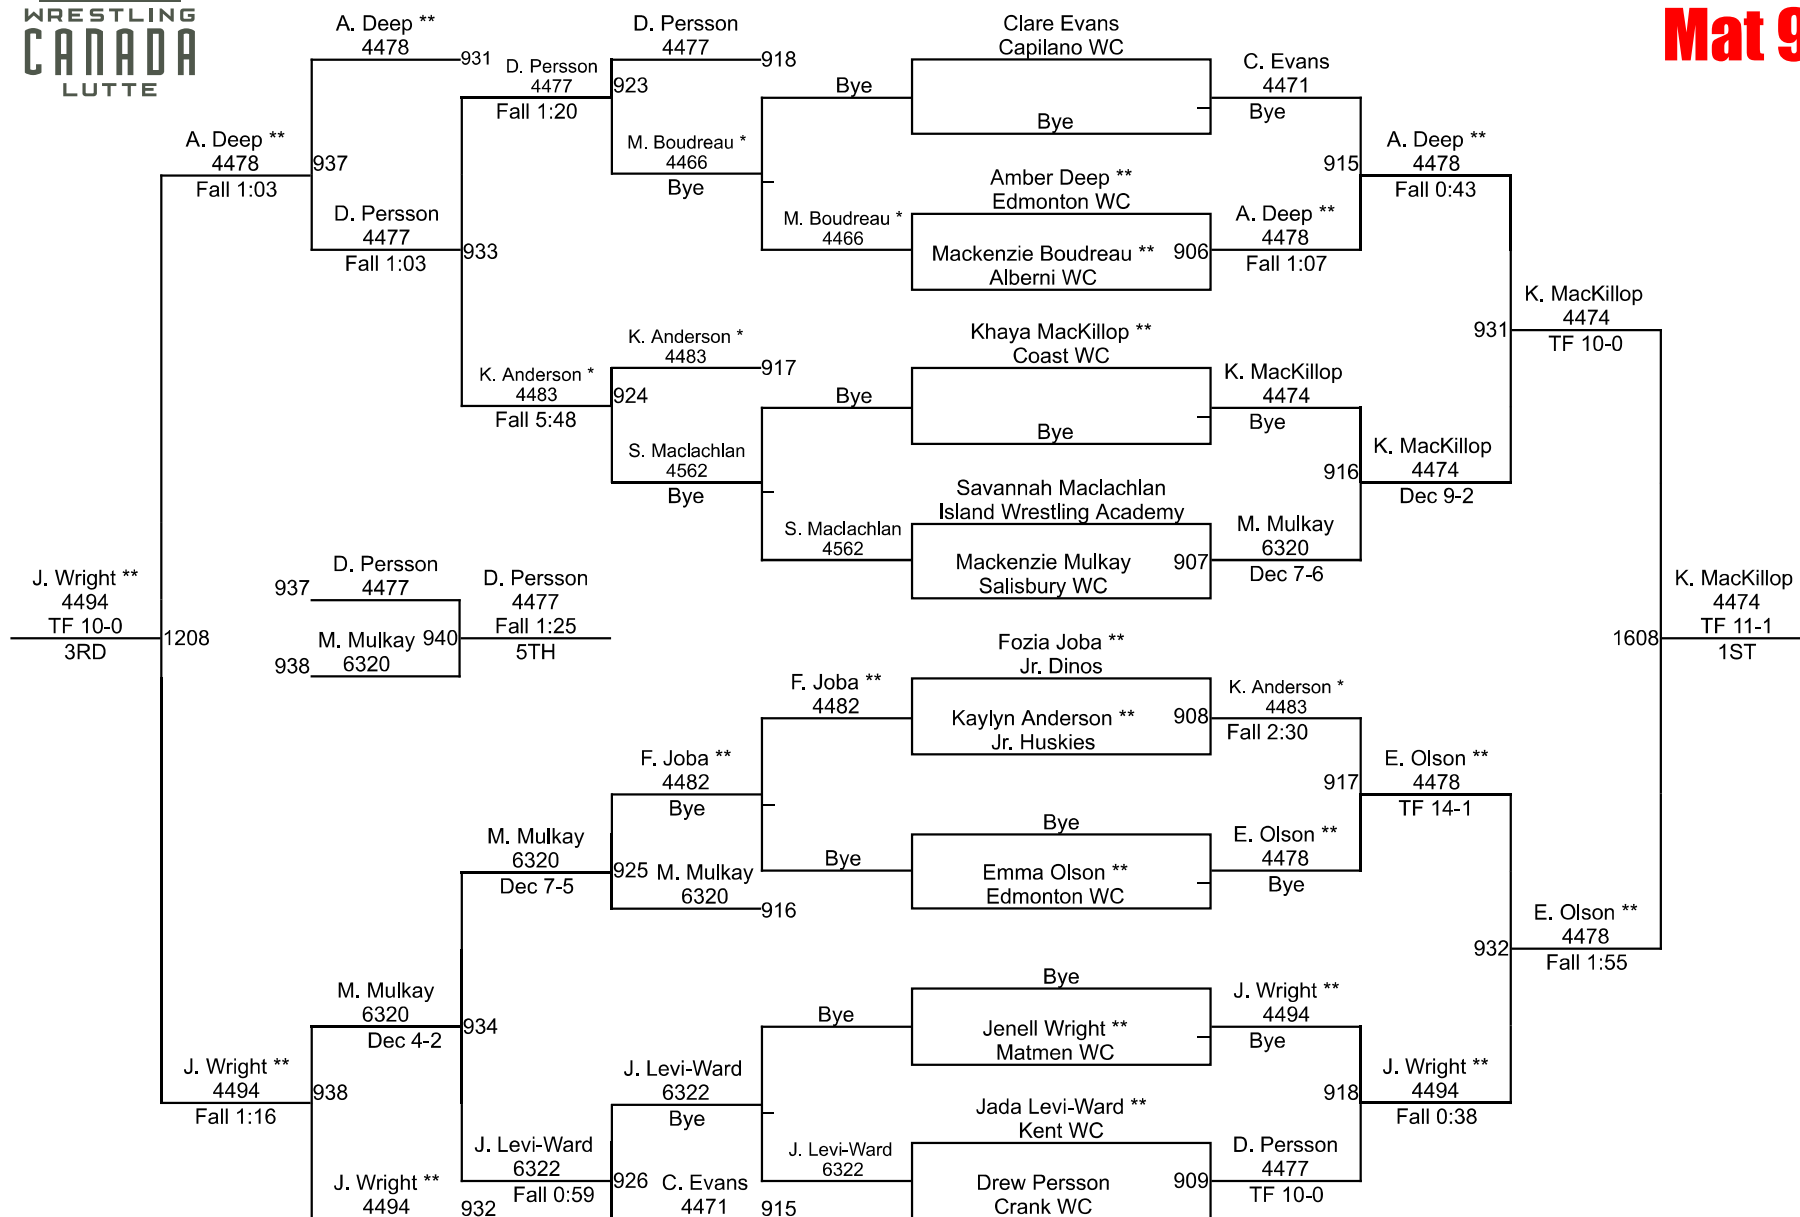 WRESTLING
CANADA
LUTTE
Mat 9
A. Deep **
4478
931
D. Persson
4477
Fall 1:20
923
D. Persson
4477
918
M. Boudreau *
4466
Bye
Bye
M. Boudreau *
4466
Clare Evans
Capilano WC
Bye
C. Evans
4471
Bye
Amber Deep **
Edmonton WC
Mackenzie Boudreau **
Alberni WC
906
A. Deep **
4478
Fall 1:07
915
A. Deep **
4478
Fall 0:43
A. Deep **
4478
Fall 1:03
937
D. Persson
4477
Fall 1:03
933
K. Anderson *
4483
Fall 5:48
924
K. Anderson *
4483
917
S. Maclachlan
4562
Bye
Bye
S. Maclachlan
4562
Khaya MacKillop **
Coast WC
Bye
K. MacKillop
4474
Bye
Savannah Maclachlan
Island Wrestling Academy
Mackenzie Mulkay
Salisbury WC
907
M. Mulkay
6320
Dec 7-6
916
K. MacKillop
4474
Dec 9-2
931
K. MacKillop
4474
TF 10-0
J. Wright **
4494
TF 10-0
3RD
1208
937
D. Persson
4477
938
M. Mulkay
6320
940
D. Persson
4477
Fall 1:25
5TH
1608
K. MacKillop
4474
TF 11-1
1ST
Fozia Joba **
Jr. Dinos
Kaylyn Anderson **
Jr. Huskies
908
F. Joba **
4482
K. Anderson *
4483
Fall 2:30
F. Joba **
4482
Bye
Bye
Bye
Emma Olson **
Edmonton WC
E. Olson **
4478
Bye
917
E. Olson **
4478
TF 14-1
M. Mulkay
6320
Dec 7-5
925
M. Mulkay
6320
916
932
E. Olson **
4478
Fall 1:55
M. Mulkay
6320
Dec 4-2
934
Bye
Bye
Jenell Wright **
Matmen WC
J. Wright **
4494
Bye
J. Wright **
4494
Fall 1:16
938
J. Levi-Ward
6322
Bye
J. Levi-Ward
6322
Jada Levi-Ward **
Kent WC
Drew Persson
Crank WC
909
D. Persson
4477
TF 10-0
918
J. Wright **
4494
Fall 0:38
J. Levi-Ward
6322
Fall 0:59
926
C. Evans
4471
915
J. Wright **
4494
932